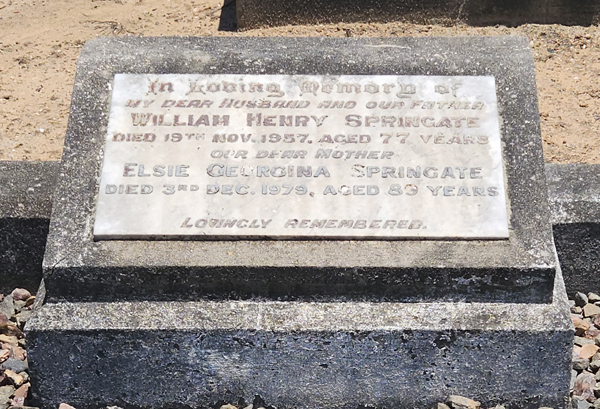 In Loving Memory of
MY DEAR HUSBAND AND OUR FATHER
WILLIAM HENRY SPRINGATE
DIED 19TH NOV. 1957, AGED 77 YEARS
OUR DEAR MOTHER
ELSIE GEORGINA SPRINGATE
DIED 3RD DEC. 1979, AGED 89 YEARS
LOVINGLY REMEMBERED.